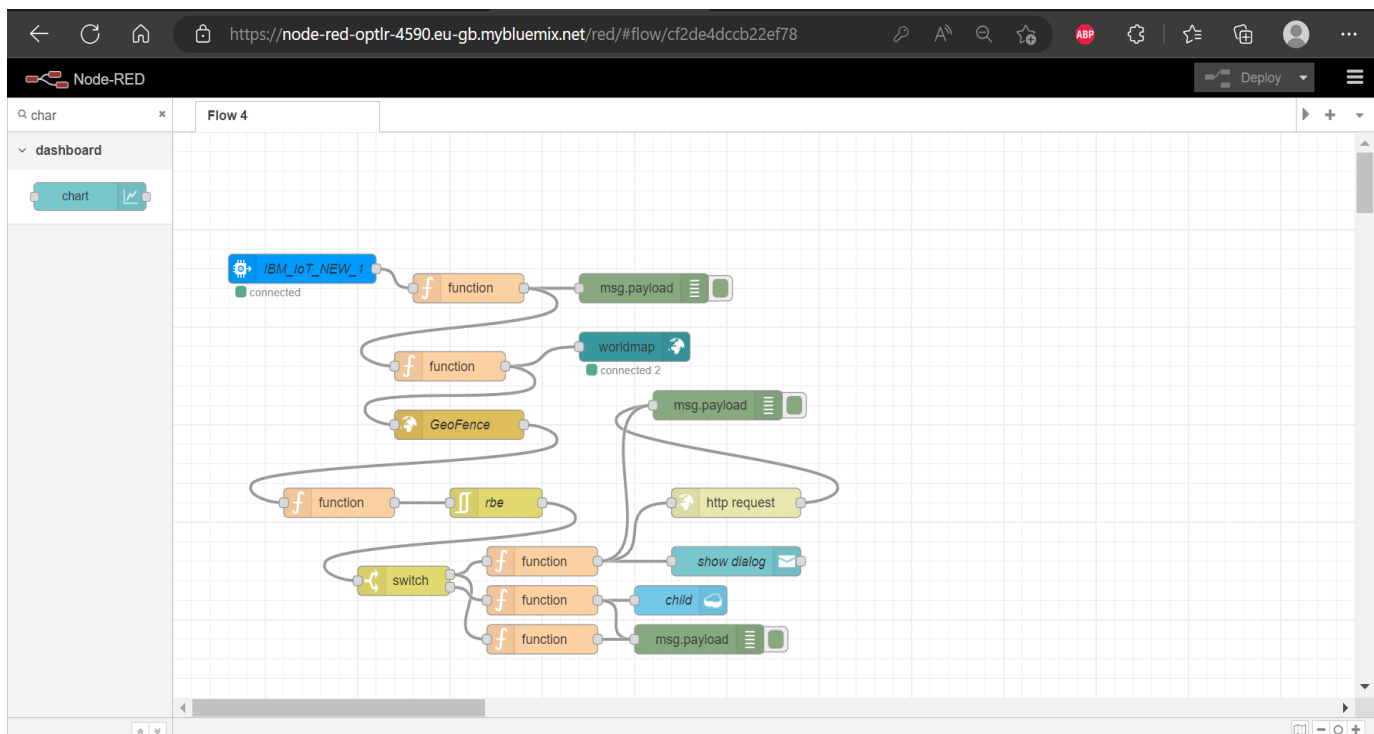 https://node-red-optlr-4590.eu-gb.mybluemix.net/red/#flow/cf2de4dccb22ef78
ABP
Node-RED
Deploy
char
Flow 4
dashboard
chart
IBM_IoT_NEW_1
connected
function
msg.payload
worldmap
connected 2
function
msg.payload
GeoFence
function
rbe
http request
function
show dialog
switch
function
child
function
msg.payload